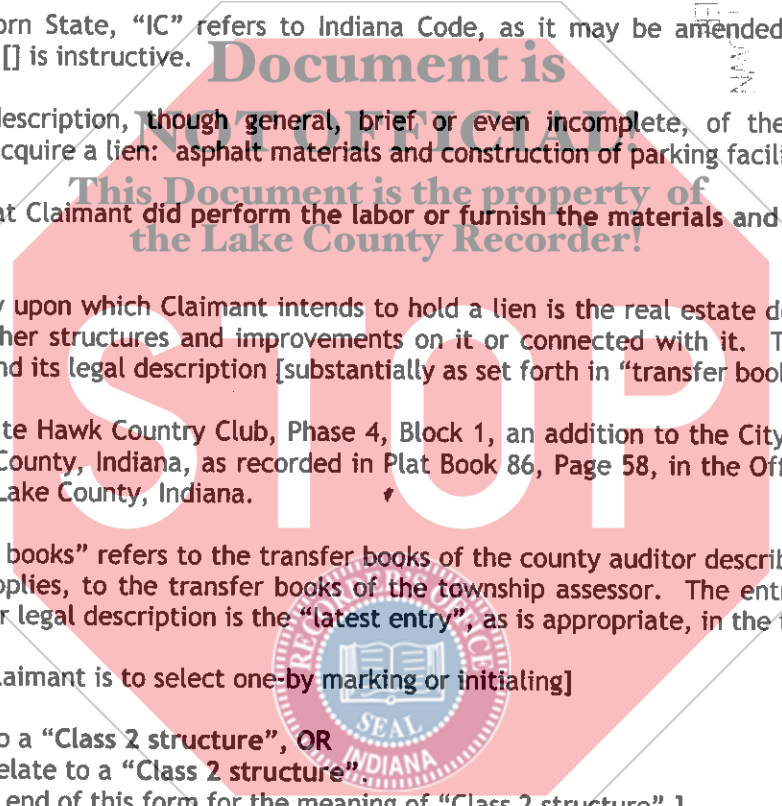 orn State, “IC” refers to Indiana Code, as it may be amended
[] is instructive.
Document is
description, though general, brief or even incomplete, of the
NOT OFFICIAL!
cquire a lien: asphalt materials and construction of parking facili
This Document is the property of
at Claimant did perform the labor or furnish the materials and
the Lake County Recorder!
y upon which Claimant intends to hold a lien is the real estate d
her structures and improvements on it or connected with it. T
nd its legal description [substantially as set forth in “transfer book
STOP
te Hawk Country Club, Phase 4, Block 1, an addition to the City
County, Indiana, as recorded in Plat Book 86, Page 58, in the Off
Lake County, Indiana.
books” refers to the transfer books of the county auditor describ
pplies, to the transfer books of the township assessor. The entr
r legal description is the “latest entry”, as is appropriate, in the
laimant is to select one by marking or initialing]
RECORDER'S OFFICE
SEAL
INDIANA
o a “Class 2 structure”, OR
elate to a “Class 2 structure”.
end of this form for the meaning of “Class 2 structure”.]